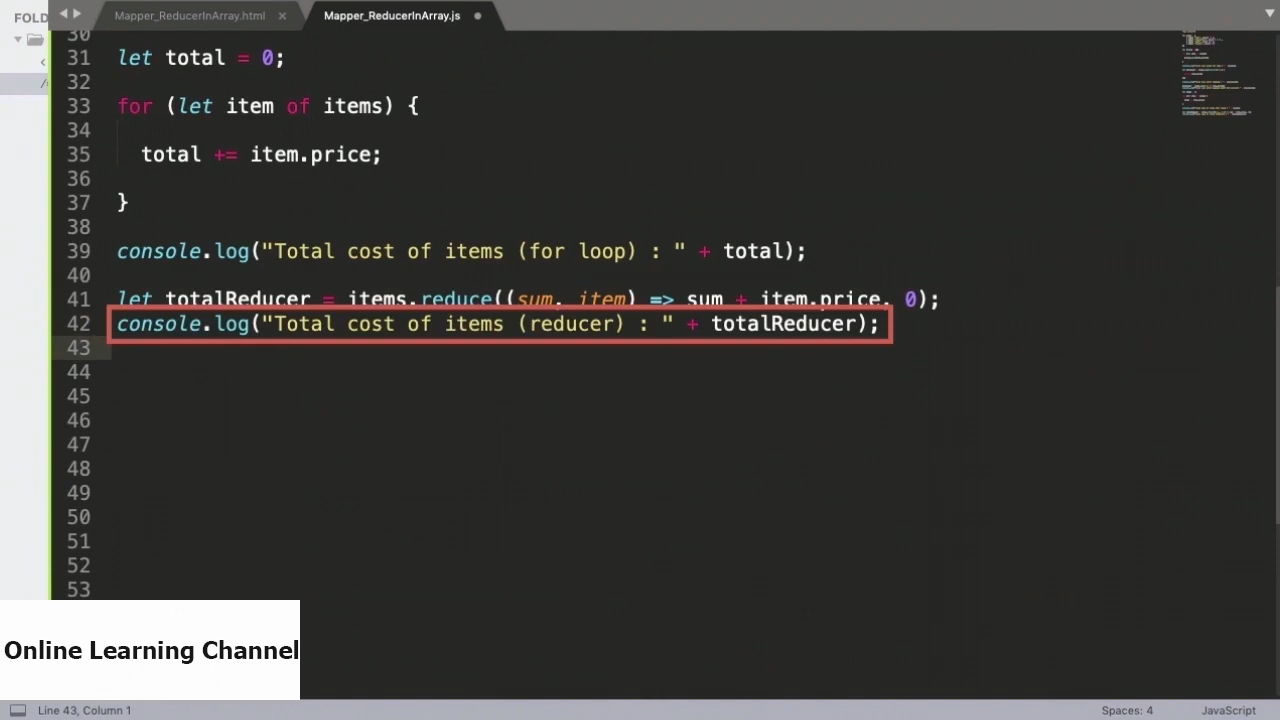 FOLD
Mapper_ReducerInArray.html ×
Mapper_ReducerInArray.js
30
31 let total = 0;
32
33 for (let item of items) {
34
35 total += item.price;
36
37 }
38
39 console.log("Total cost of items (for loop) : " + total);
40
41 let totalReducer = items.reduce((sum, item) => sum + item.price, 0);
42 console.log("Total cost of items (reducer) : " + totalReducer);
43
44
45
46
47
48
49
50
51
52
53
Online Learning Channel
Line 43, Column 1
Spaces: 4
JavaScript